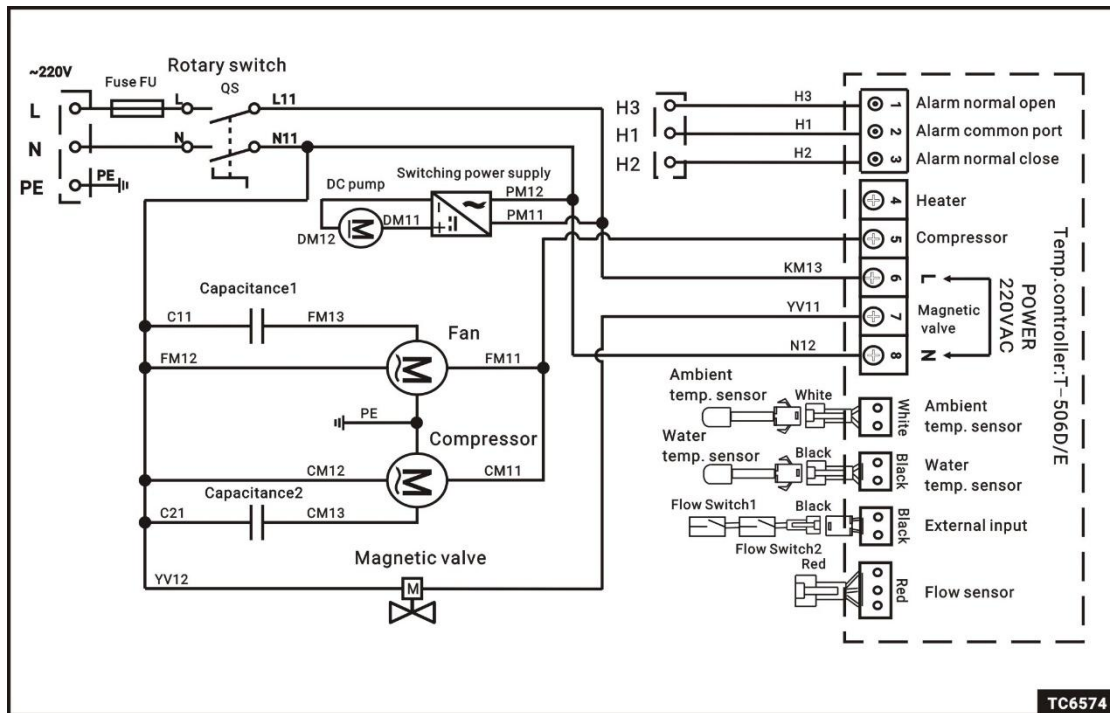 ~220V
Fuse FU
Rotary switch
QS
L
L
L11
N
N
N11
PE
PE
DC pump
Switching power supply
PM12
PM11
DM11
DM12
M
Capacitance1
C11
FM13
Fan
M
FM12
FM11
PE
Compressor
M
CM12
CM11
Capacitance2
C21
CM13
Magnetic valve
YV12
M
H3
H1
H2
H3
H1
H2
1
2
3
Alarm normal open
Alarm common port
Alarm normal close
4
Heater
5
Compressor
KM13
6
L
YV11
7
Magnetic
valve
N12
8
N
POWER
220VAC
Temp.controller:T-506D/E
Ambient
temp. sensor
White
White
Ambient
temp. sensor
Water
temp. sensor
Black
Black
Water
temp. sensor
Flow Switch1
Black
Black
External input
Flow Switch2
Red
Red
Flow sensor
TC6574